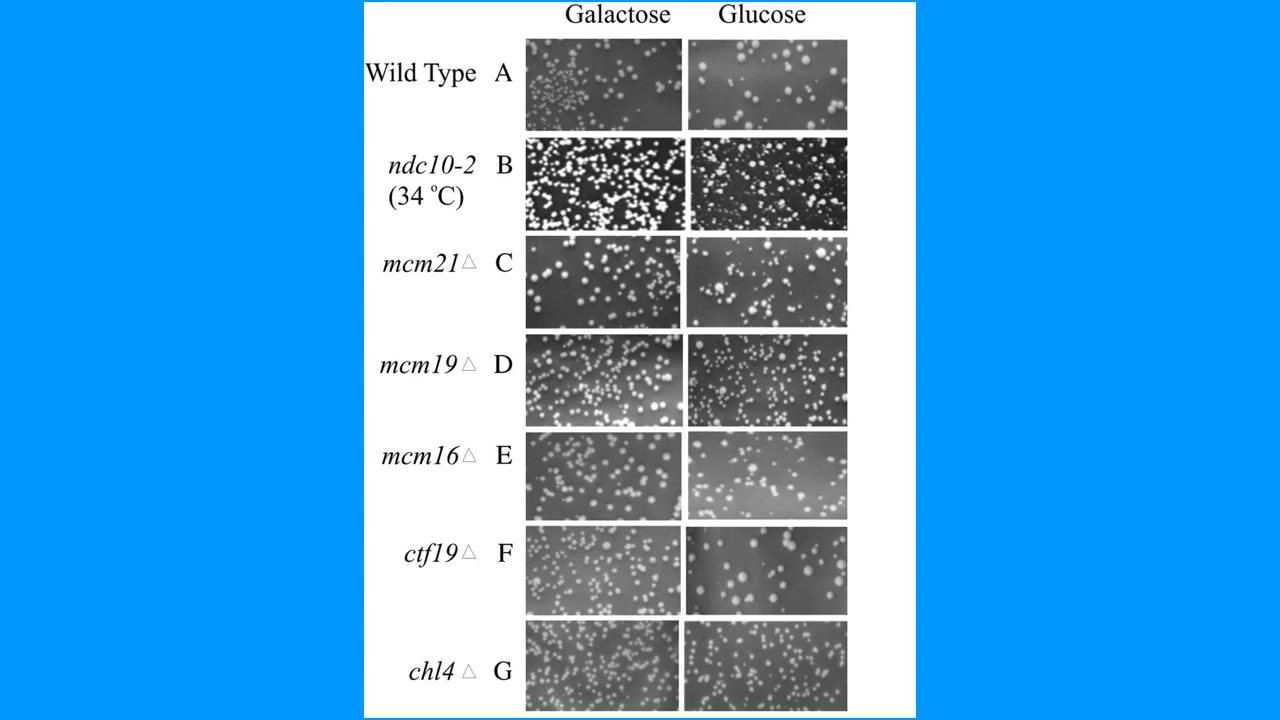 Galactose Glucose
Wild Type A
ndc10-2 B
(34 °C)
mcm21△ C
mcm19△ D
mcm16△ E
ctf19△ F
chl4 △ G